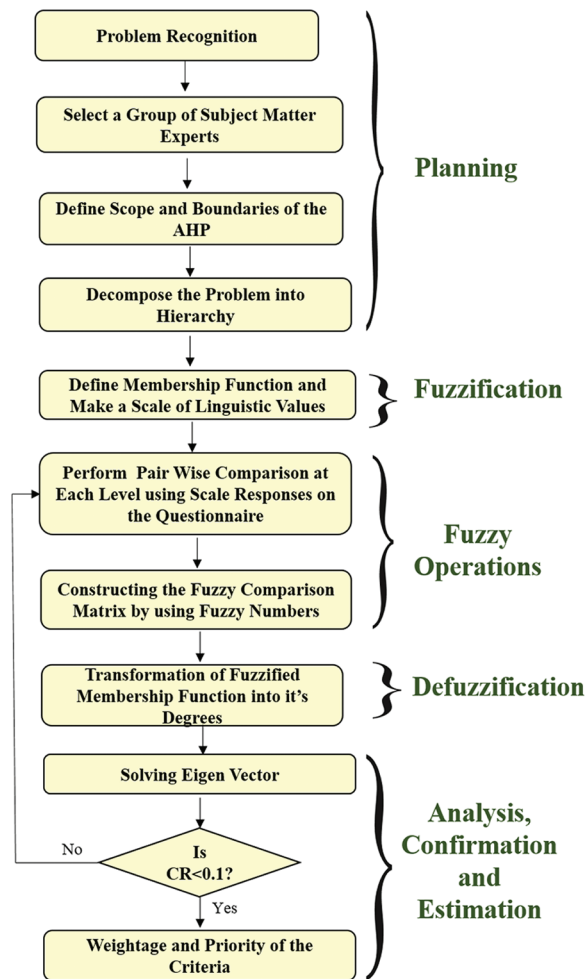 Problem Recognition
Select a Group of Subject Matter
Experts
Planning
Define Scope and Boundaries of the
AHP
Decompose the Problem into
Hierarchy
Define Membership Function and
Make a Scale of Linguistic Values
Fuzzification
Perform Pair Wise Comparison at
Each Level using Scale Responses on
the Questionnaire
Fuzzy
Operations
Constructing the Fuzzy Comparison
Matrix by using Fuzzy Numbers
Transformation of Fuzzified
Membership Function into it's
Degrees
Defuzzification
Solving Eigen Vector
Analysis,
Confirmation
and
Estimation
No
Is
CR<0.1?
Yes
Weightage and Priority of the
Criteria